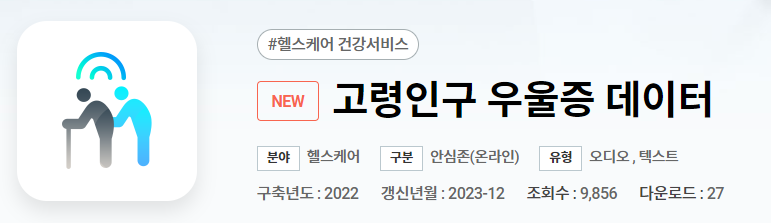 #헬스케어 건강서비스
NEW 고령인구 우울증 데이터
분야 헬스케어 구분 안심존(온라인) 유형 오디오 , 텍스트
구축년도 : 2022 갱신년월 : 2023-12 조회수 : 9,856 다운로드 : 27